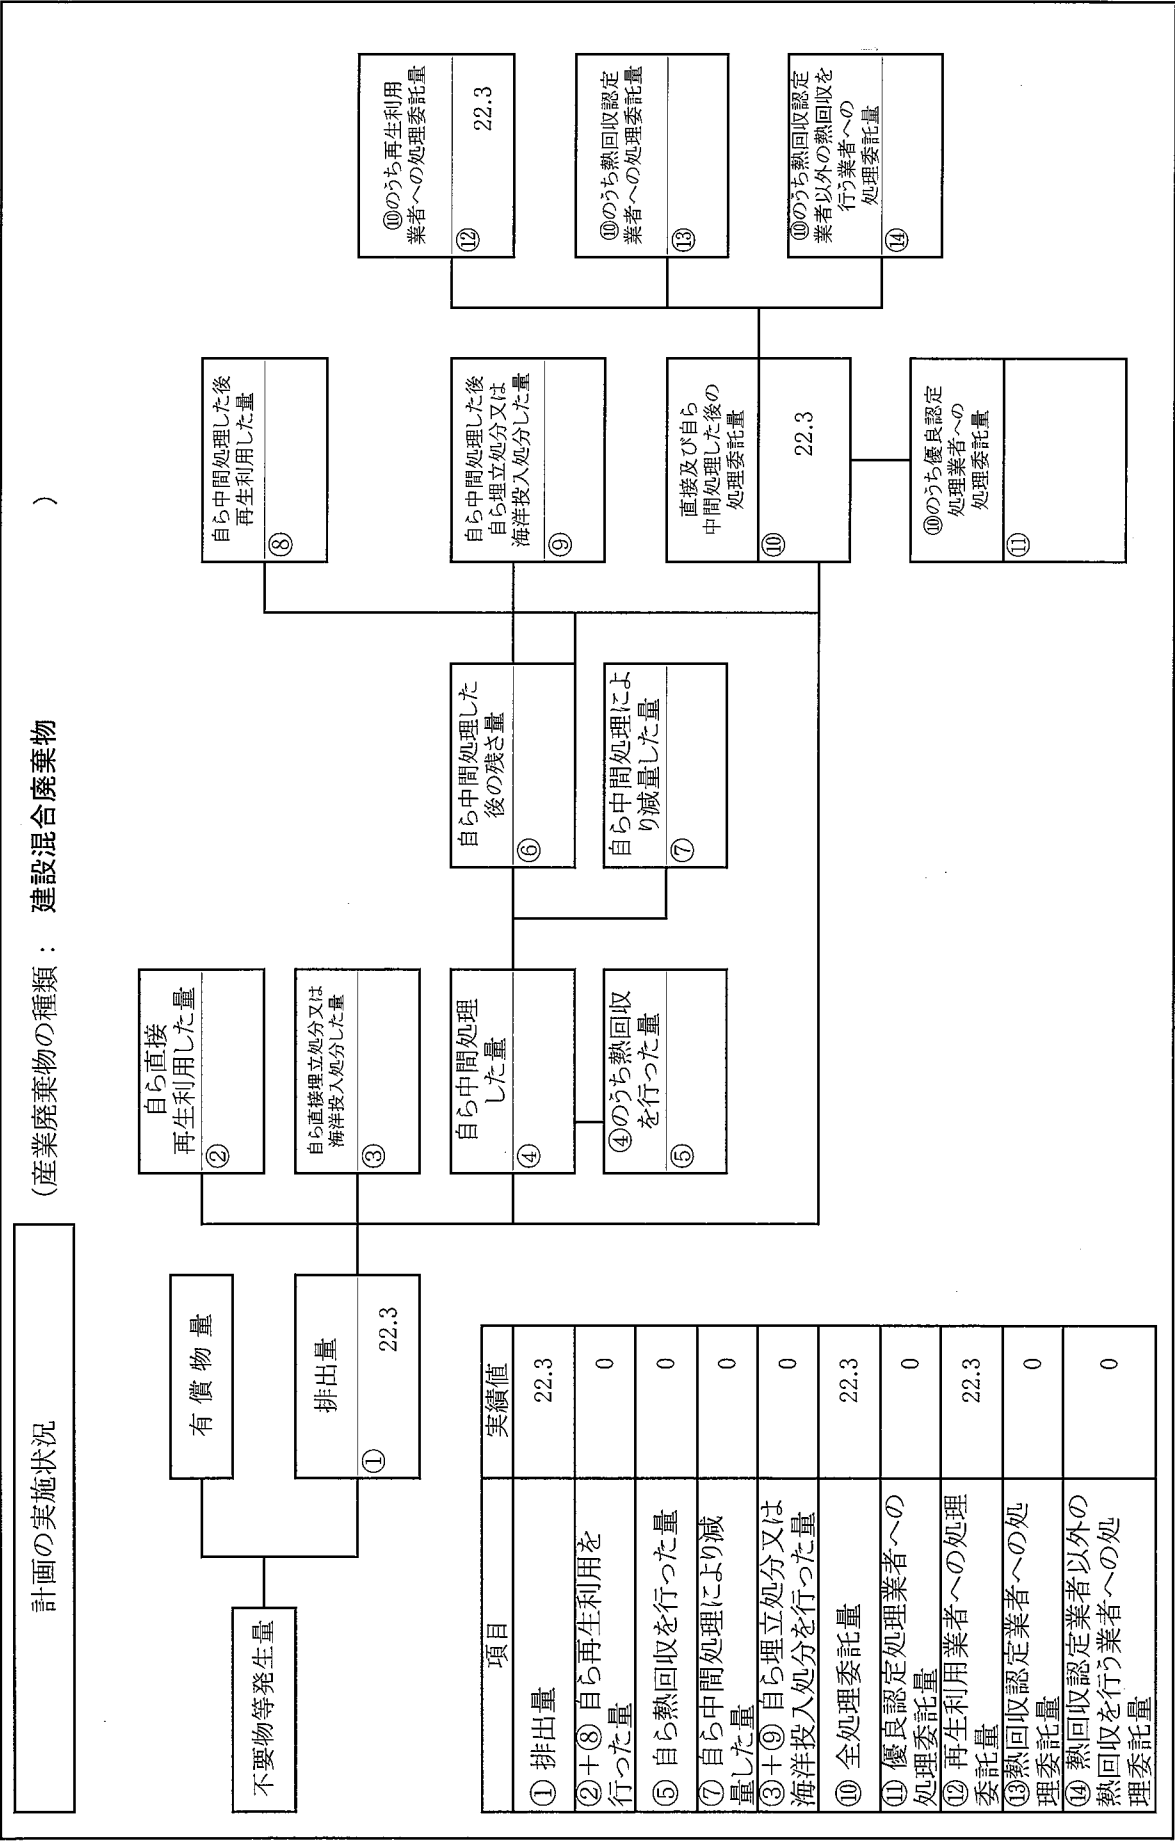 計画の実施状況
(産業廃棄物の種類： 建設混合廃棄物 )
不要物等発生量
有 償 物 量
排出量
① 22.3
自ら直接
再生利用した量
②
自ら直接埋立処分又は
海洋投入処分した量
③
自ら中間処理
した量
④
④のうち熱回収
を行った量
⑤
自ら中間処理した
後の残さ量
⑥
自ら中間処理によ
り減量した量
⑦
自ら中間処理した後
再生利用した量
⑧
自ら中間処理した後
自ら埋立処分又は
海洋投入処分した量
⑨
直接及び自ら
中間処理した後の
処理委託量
⑩ 22.3
⑩のうち優良認定
処理業者への
処理委託量
⑪
⑩のうち再生利用
業者への処理委託量
⑫ 22.3
⑩のうち熱回収認定
業者への処理委託量
⑬
⑩のうち熱回収認定
業者以外の熱回収を
行う業者への
処理委託量
⑭
項目 実績値
① 排出量 22.3
②＋⑧ 自ら再生利用を
行った量 0
⑤ 自ら熱回収を行った量 0
⑦ 自ら中間処理により減
量した量 0
③＋⑨ 自ら埋立処分又は
海洋投入処分を行った量 0
⑩ 全処理委託量 22.3
⑪ 優良認定処理業者への
処理委託量 0
⑫ 再生利用業者への処理
委託量 22.3
⑬熱回収認定業者への処
理委託量 0
⑭ 熱回収認定業者以外の
熱回収を行う業者への処
理委託量 0